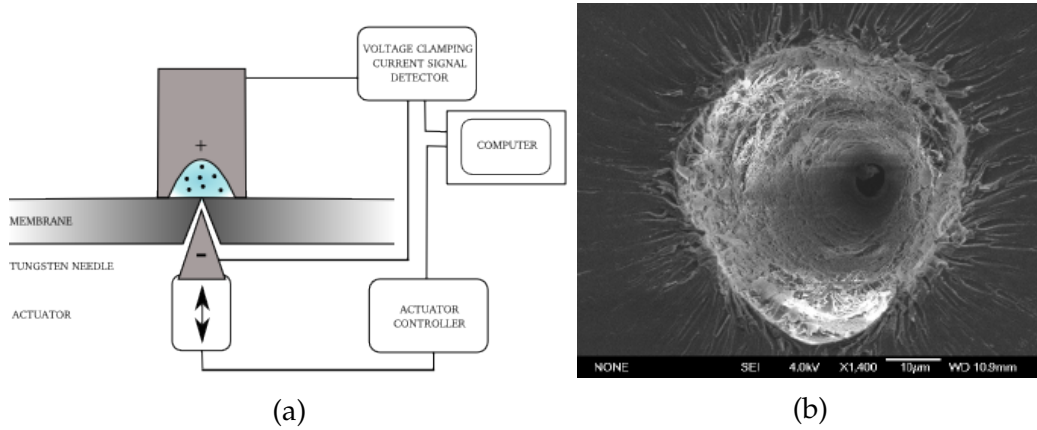 VOLTAGE CLAMPING
CURRENT SIGNAL
DETECTOR
+
COMPUTER
MEMBRANE
-
TUNGSTEN NEEDLE
ACTUATOR
ACTUATOR
CONTROLLER
NONE SEI 4.0kV X1,400 10µm WD 10.9mm
(a)
(b)